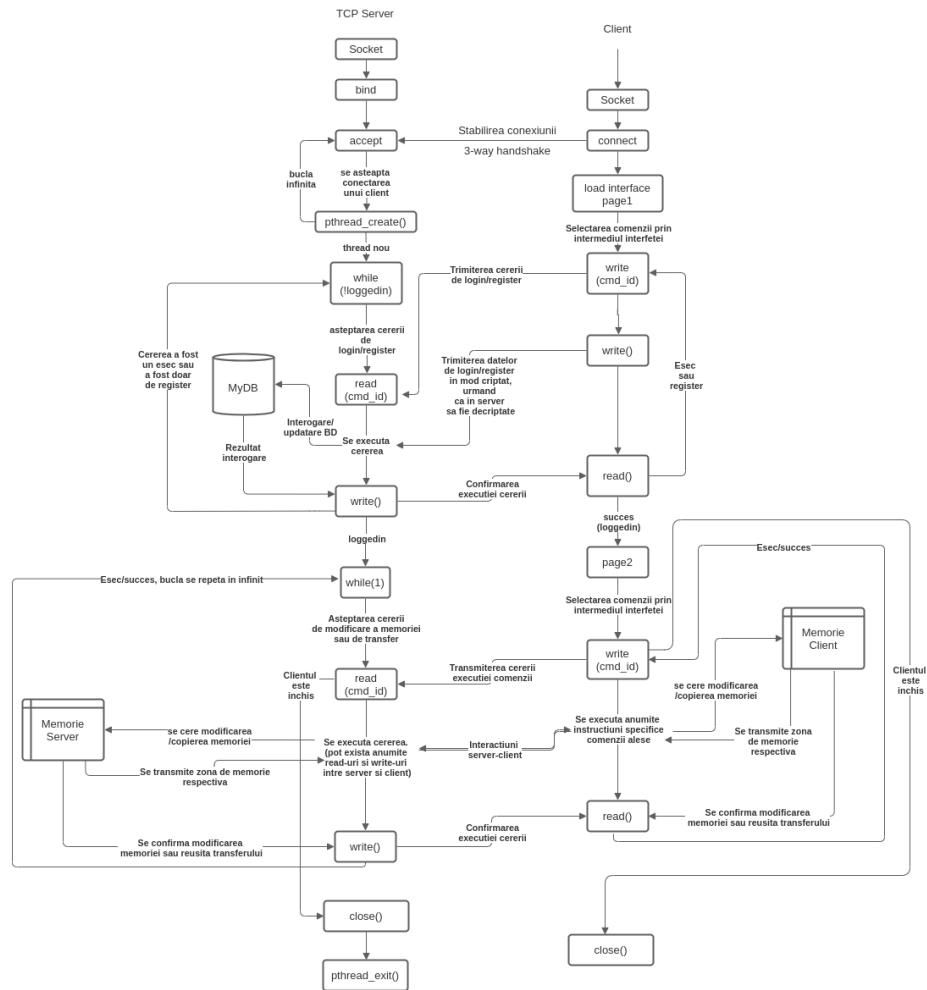 TCP Server
Client
Socket
bind
Socket
accept
Stabilirea conexiunii
3-way handshake
connect
bucla
infinita
se asteapta
conectarea
unui client
load interface
page1
pthread_create()
Selectarea comenzii prin
intermediul interfetei
thread nou
while
(!loggedin)
Trimiterea cererii
de login/register
write
(cmd_id)
asteptarea cererii
de
login/register
Cererea a fost
un esec sau
a fost doar
de register
MyDB
read
(cmd_id)
Trimiterea datelor
de login/register
in mod criptat,
urmand
ca in server
sa fie decriptate
write()
Esec
sau
register
Interogare/
updatare BD
Se executa
cererea
Rezultat
interogare
write()
Confirmarea
executiei cererii
read()
loggedin
succes
(loggedin)
Esec/succes
page2
Esec/succes, bucla se repeta in infinit
while(1)
Selectarea comenzii prin
intermediul interfetei
Asteptarea cererii
de modificare a memoriei
sau de transfer
Memorie
Client
write
(cmd_id)
Clientul
este
inchis
read
(cmd_id)
Transmiterea cererii
executiei comenzii
Clientul
este
inchis
se cere modificarea
/copierea memoriei
Memorie
Server
se cere modificarea
/copierea memoriei
Se executa cererea.
(pot exista anumite
read-uri si write-uri
intre server si client)
Interactiuni
server-client
Se executa anumite
instructiuni specifice
comenzii alese
Se transmite zona
de memorie
respectiva
Se transmite zona de memorie
respectiva
Se confirma modificarea
memoriei sau reusita transferului
read()
Se confirma modificarea
memoriei sau reusita transferului
write()
Confirmarea
executiei cererii
close()
close()
pthread_exit()